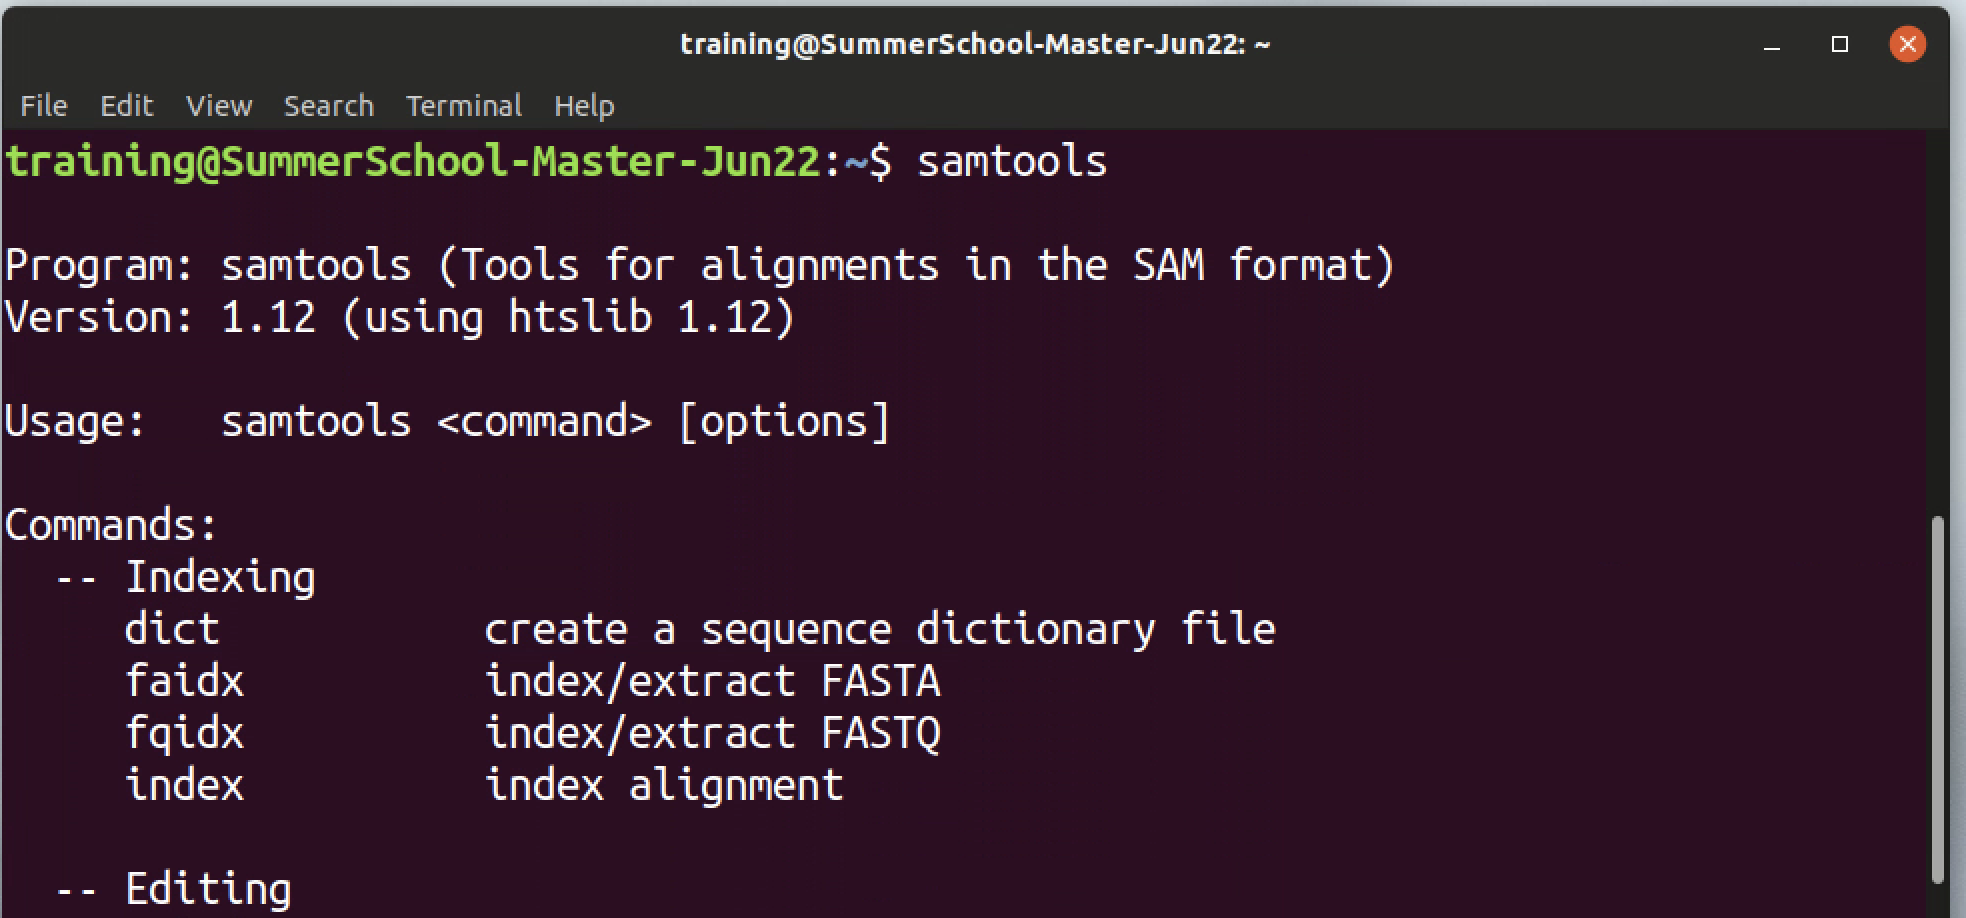 training@SummerSchool-Master-Jun22: ~
File Edit View Search Terminal Help
training@SummerSchool-Master-Jun22:~$ samtools
Program: samtools (Tools for alignments in the SAM format)
Version: 1.12 (using htslib 1.12)
Usage:   samtools <command> [options]
Commands:
  -- Indexing
     dict           create a sequence dictionary file
     faidx          index/extract FASTA
     fqidx          index/extract FASTQ
     index          index alignment
  -- Editing